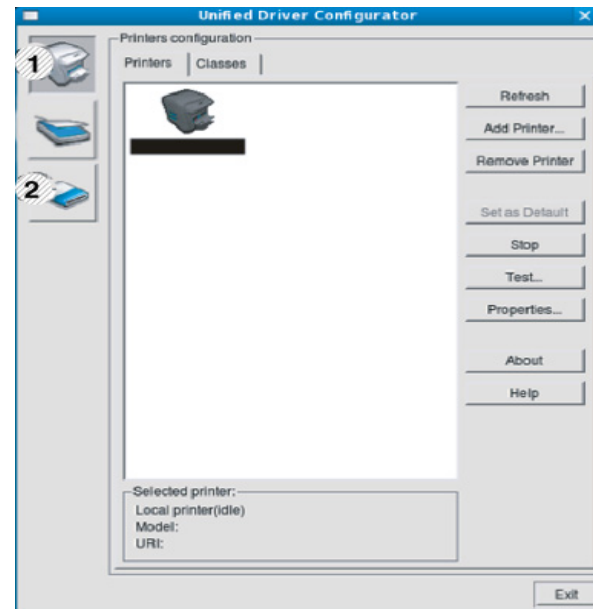 Unified Driver Configurator
1
2
Printers configuration
Printers
Classes
Refresh
Add Printer...
Remove Printer
Set as Default
Stop
Test...
Properties...
About
Help
Selected printer:
Local printer(idle)
Model:
URI:
Exit